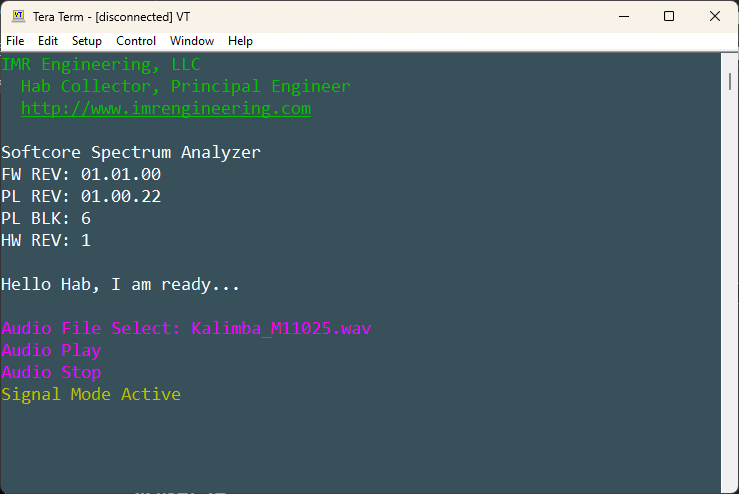 Tera Term - [disconnected] VT
File Edit Setup Control Window Help
IMR Engineering, LLC
Hab Collector, Principal Engineer
http://www.imrengineering.com
Softcore Spectrum Analyzer
FW REV: 01.01.00
PL REV: 01.00.22
PL BLK: 6
HW REV: 1
Hello Hab, I am ready...
Audio File Select: Kalimba_M11025.wav
Audio Play
Audio Stop
Signal Mode Active